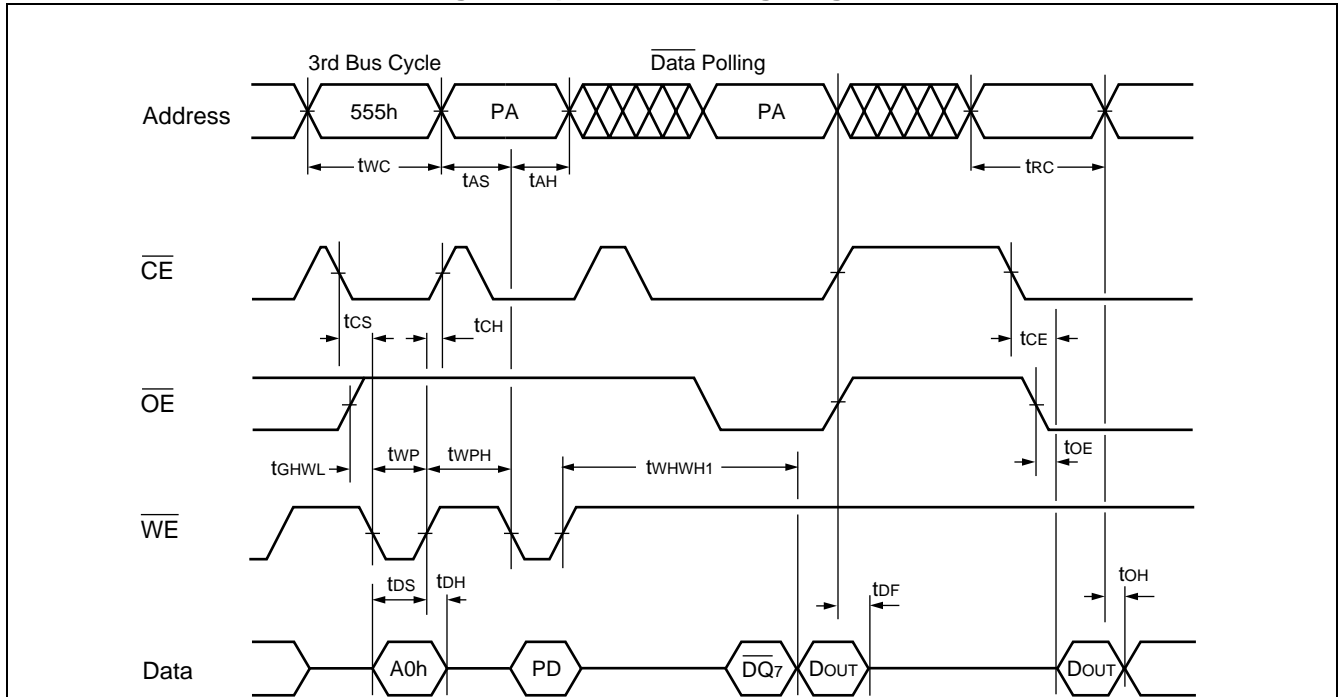 3rd Bus Cycle
Data Polling
Address
555h
PA
PA
tWC
tAS
tAH
tRC
CE
tCS
tCH
tCE
OE
tGHWL
tWP
tWPH
tWHWH1
tOE
WE
tDS
tDH
tDF
tOH
Data
A0h
PD
DQ7
DOUT
DOUT